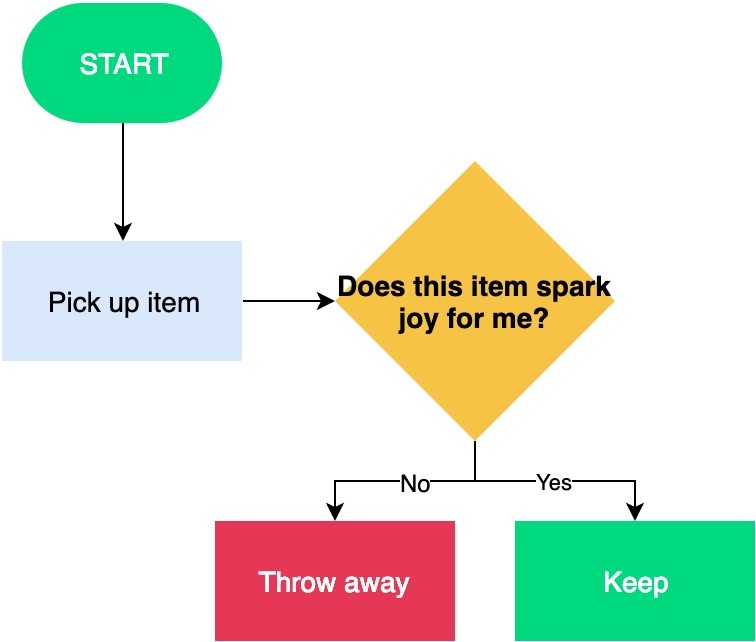 START
Pick up item
Does this item spark
joy for me?
No
Yes
Throw away
Keep